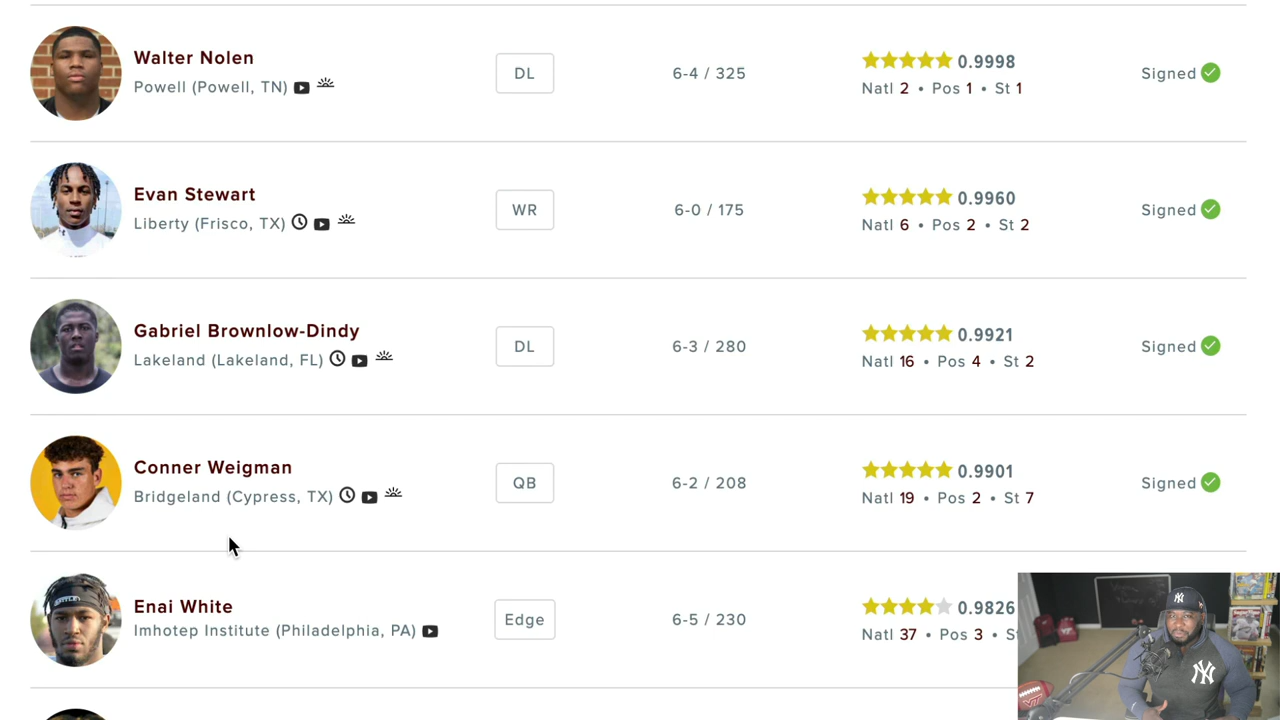 Walter Nolen
Powell (Powell, TN)
DL
6-4 / 325
0.9998
Natl 2 • Pos 1 • St 1
Signed
Evan Stewart
Liberty (Frisco, TX)
WR
6-0 / 175
0.9960
Natl 6 • Pos 2 • St 2
Signed
Gabriel Brownlow-Dindy
Lakeland (Lakeland, FL)
DL
6-3 / 280
0.9921
Natl 16 • Pos 4 • St 2
Signed
Conner Weigman
Bridgeland (Cypress, TX)
QB
6-2 / 208
0.9901
Natl 19 • Pos 2 • St 7
Signed
Enai White
Imhotep Institute (Philadelphia, PA)
Edge
6-5 / 230
0.9826
Natl 37 • Pos 3 •
NY